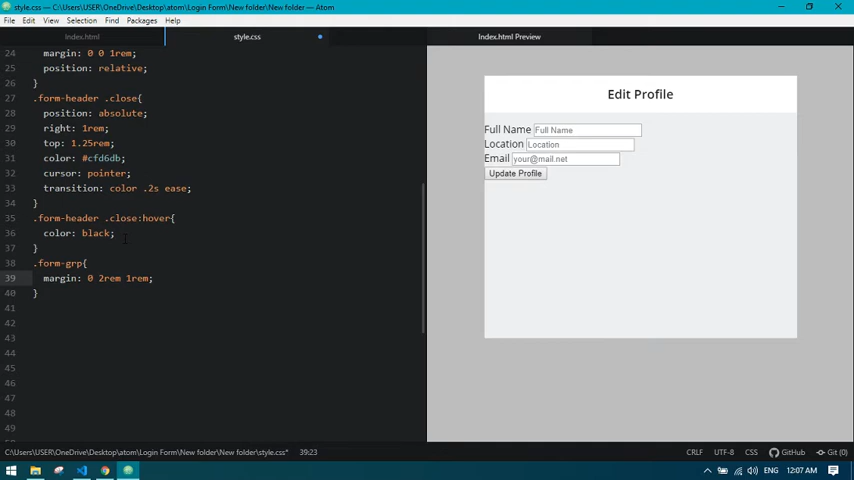 style.css — C:\Users\USER\OneDrive\Desktop\atom\Login Form\New folder\New folder — Atom
File Edit View Selection Find Packages Help
Index.html style.css Index.html Preview
24 margin: 0 0 1rem;
25 position: relative;
26 }
27 .form-header .close{
28 position: absolute;
29 right: 1rem;
30 top: 1.25rem;
31 color: #cfd6db;
32 cursor: pointer;
33 transition: color .2s ease;
34 }
35 .form-header .close:hover{
36 color: black;
37 }
38 .form-grp{
39 margin: 0 2rem 1rem;
40 }
41
42
43
44
45
46
47
48
Edit Profile
Full Name Full Name
Location Location
Email your@mail.net
Update Profile
C:\Users\USER\OneDrive\Desktop\atom\Login Form\New folder\New folder\style.css* 39:23 CRLF UTF-8 CSS GitHub Git (0)
ENG 12:07 AM